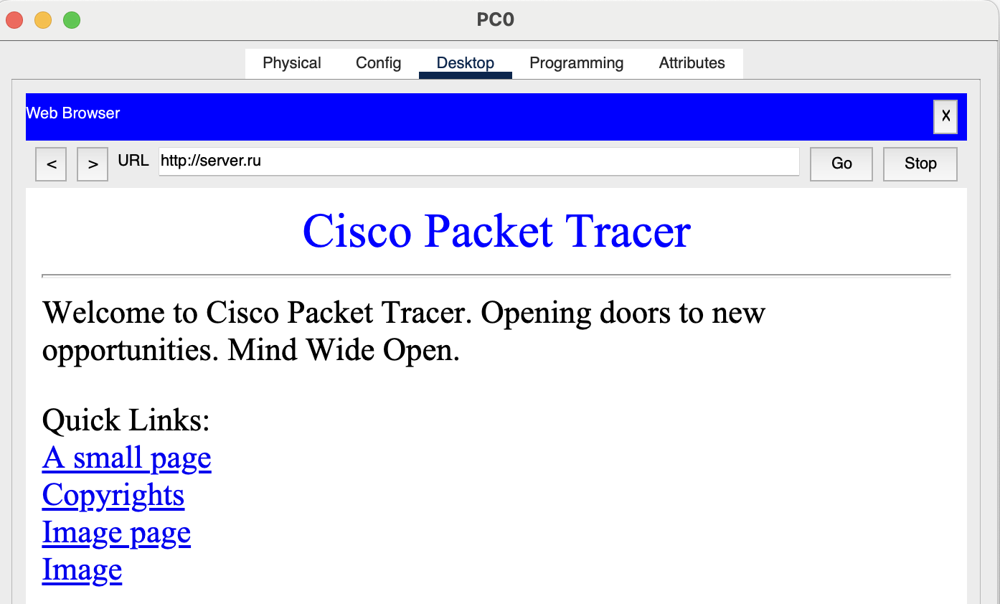 PC0
Physical Config Desktop Programming Attributes
Web Browser X
< > URL http://server.ru Go Stop
Cisco Packet Tracer
Welcome to Cisco Packet Tracer. Opening doors to new
opportunities. Mind Wide Open.
Quick Links:
A small page
Copyrights
Image page
Image